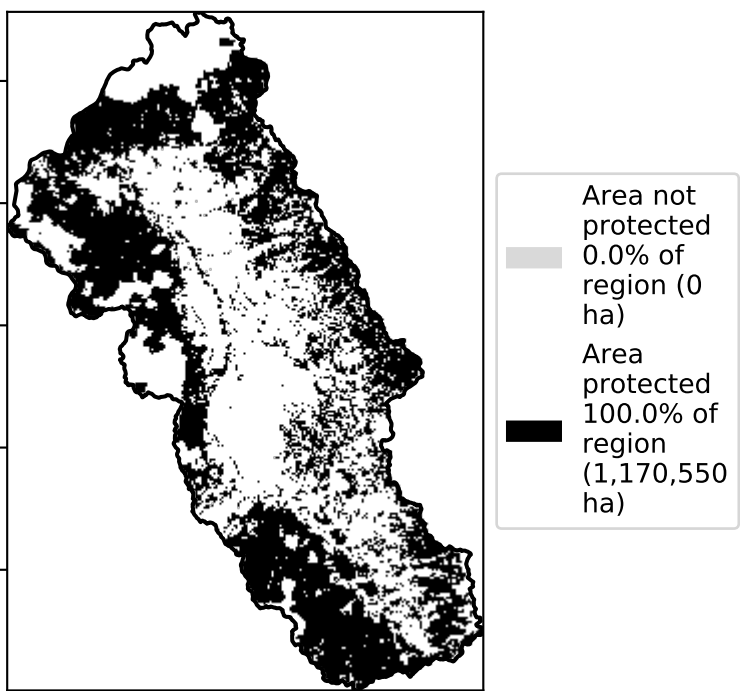 Area not
protected
0.0% of
region (0
ha)
Area
protected
100.0% of
region
(1,170,550
ha)